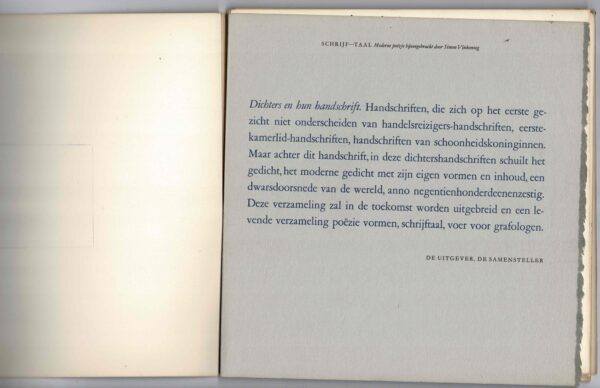 SCHRIJF-TAAL Moderne poëzie bijeengebracht door Simon Vinkenoog
Dichters en hun handschrift. Handschriften, die zich op het eerste ge-
zicht niet onderscheiden van handelsreizigers-handschriften, eerste-
kamerlid-handschriften, handschriften van schoonheidskoninginnen.
Maar achter dit handschrift, in deze dichtershandschriften schuilt het
gedicht, het moderne gedicht met zijn eigen vormen en inhoud, een
dwarsdoorsnede van de wereld, anno negentienhonderdeenenzestig.
Deze verzameling zal in de toekomst worden uitgebreid en een le-
vende verzameling poëzie vormen, schrijftaal, voer voor grafologen.
DE UITGEVER, DE SAMENSTELLER